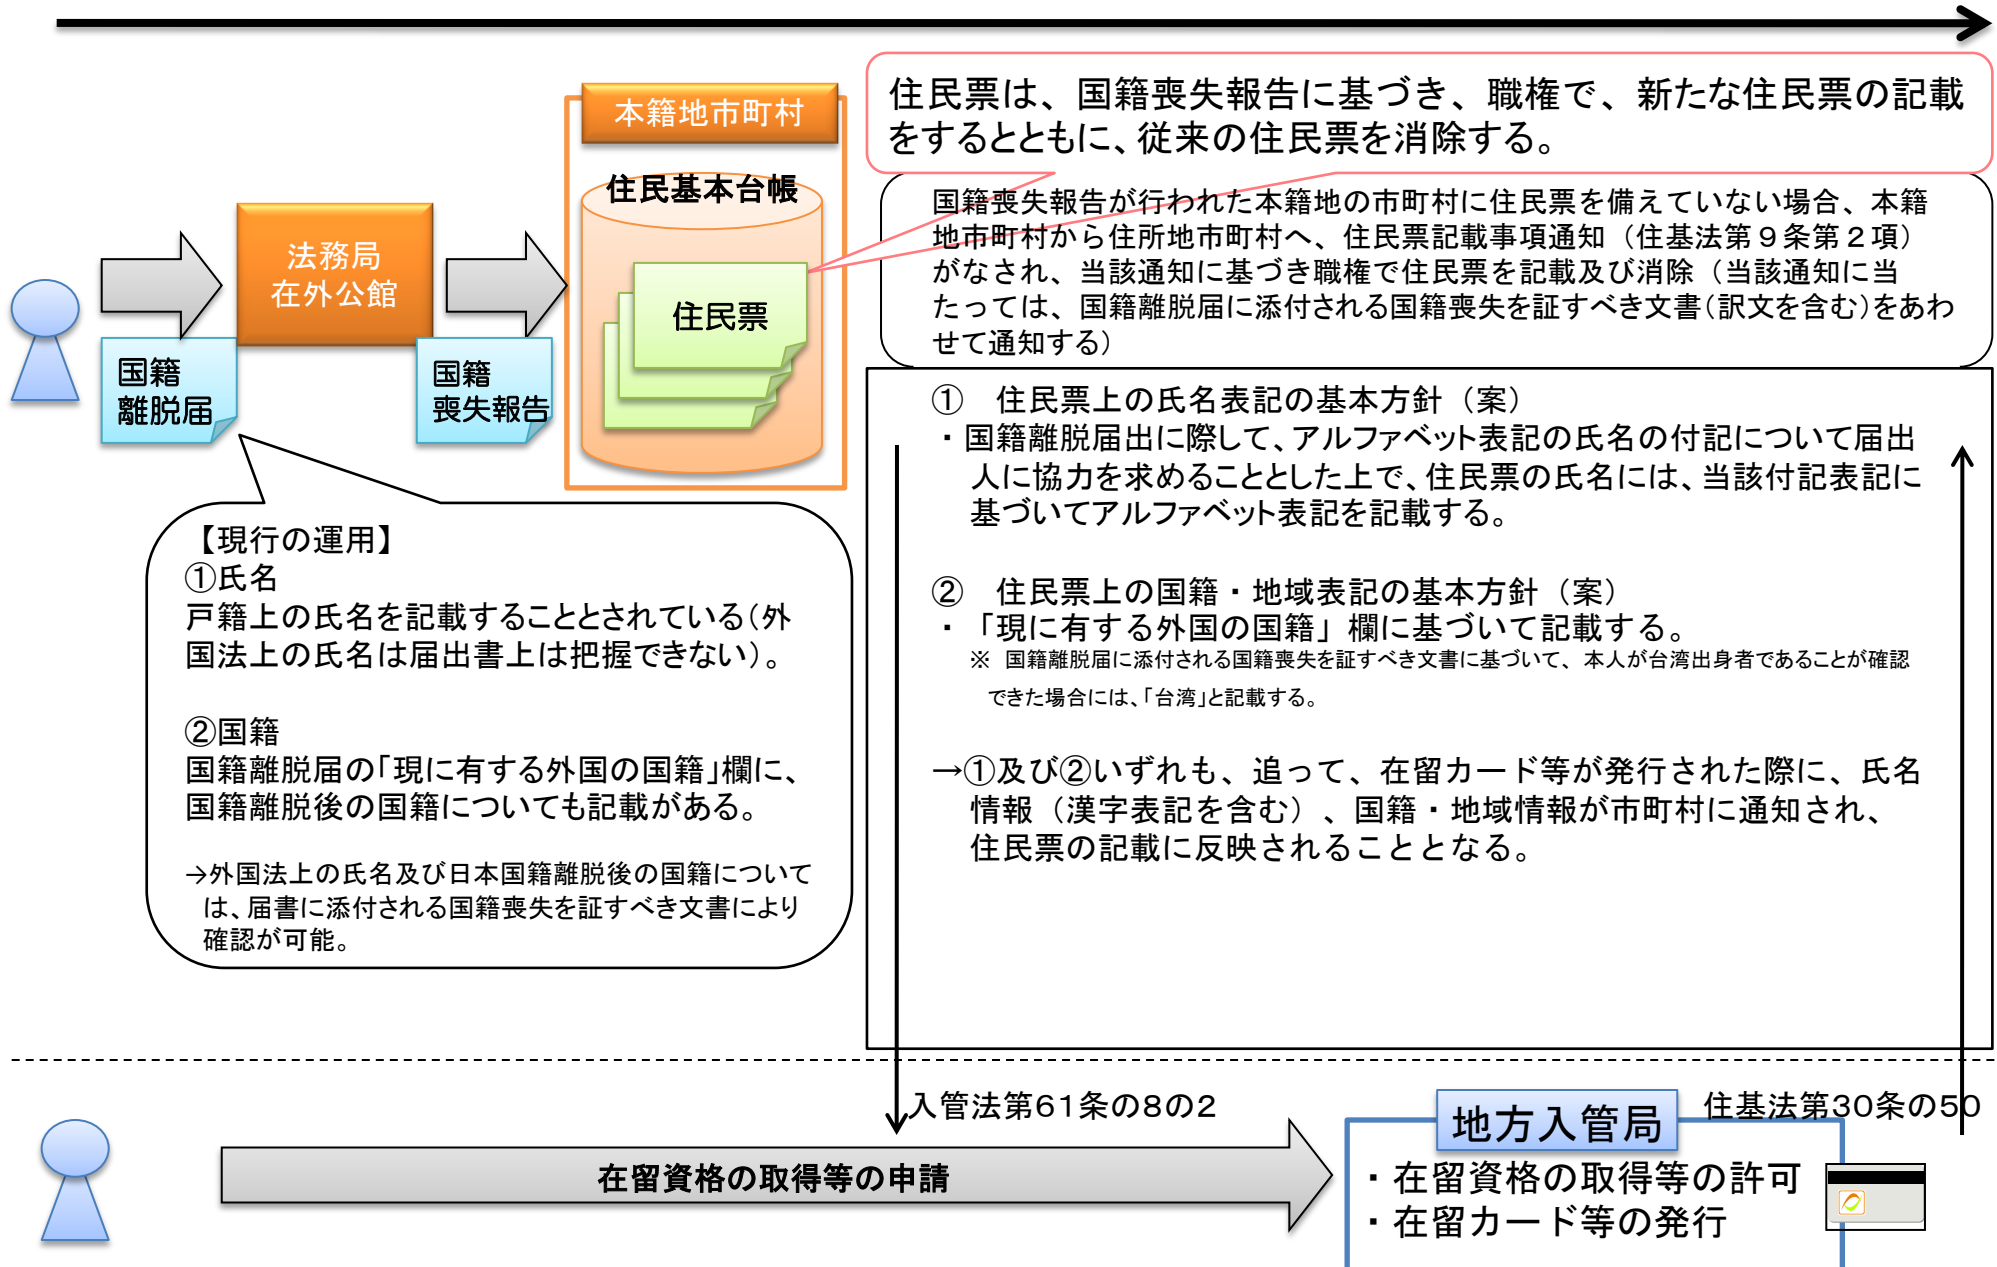 住民票は、国籍喪失報告に基づき、職権で、新たな住民票の記載
をするとともに、従来の住民票を消除する。
本籍地市町村
住民基本台帳
住民票
法務局
在外公館
国籍
離脱届
国籍
喪失報告
国籍喪失報告が行われた本籍地の市町村に住民票を備えていない場合、本籍
地市町村から住所地市町村へ、住民票記載事項通知（住基法第９条第２項）
がなされ、当該通知に基づき職権で住民票を記載及び消除（当該通知に当
たっては、国籍離脱届に添付される国籍喪失を証すべき文書(訳文を含む)をあわ
せて通知する）
【現行の運用】
①氏名
戸籍上の氏名を記載することとされている（外
国法上の氏名は届出書上は把握できない）。
②国籍
国籍離脱届の「現に有する外国の国籍」欄に、
国籍離脱後の国籍についても記載がある。
→外国法上の氏名及び日本国籍離脱後の国籍について
は、届書に添付される国籍喪失を証すべき文書により
確認が可能。
①　住民票上の氏名表記の基本方針（案）
・国籍離脱届出に際して、アルファベット表記の氏名の付記について届出
人に協力を求めることとした上で、住民票の氏名には、当該付記表記に
基づいてアルファベット表記を記載する。
②　住民票上の国籍・地域表記の基本方針（案）
・「現に有する外国の国籍」欄に基づいて記載する。
※　国籍離脱届に添付される国籍喪失を証すべき文書に基づいて、本人が台湾出身者であることが確認
できた場合には、「台湾」と記載する。
→①及び②いずれも、追って、在留カード等が発行された際に、氏名
情報（漢字表記を含む）、国籍・地域情報が市町村に通知され、
住民票の記載に反映されることとなる。
入管法第６１条の８の２
住基法第３０条の５０
地方入管局
在留資格の取得等の申請
・在留資格の取得等の許可
・在留カード等の発行